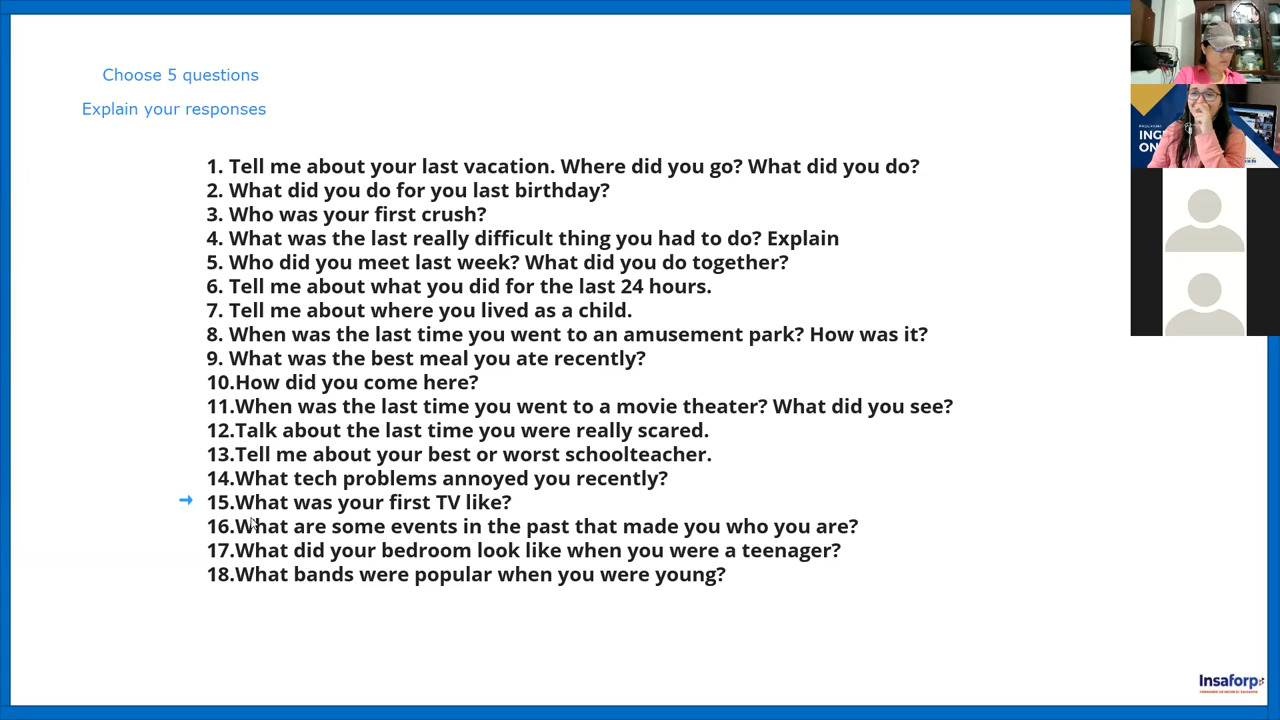 Choose 5 questions
Explain your responses
1. Tell me about your last vacation. Where did you go? What did you do?
2. What did you do for you last birthday?
3. Who was your first crush?
4. What was the last really difficult thing you had to do? Explain
5. Who did you meet last week? What did you do together?
6. Tell me about what you did for the last 24 hours.
7. Tell me about where you lived as a child.
8. When was the last time you went to an amusement park? How was it?
9. What was the best meal you ate recently?
10.How did you come here?
11.When was the last time you went to a movie theater? What did you see?
12.Talk about the last time you were really scared.
13.Tell me about your best or worst schoolteacher.
14.What tech problems annoyed you recently?
15.What was your first TV like?
16.What are some events in the past that made you who you are?
17.What did your bedroom look like when you were a teenager?
18.What bands were popular when you were young?
ING
ON
Insaforp